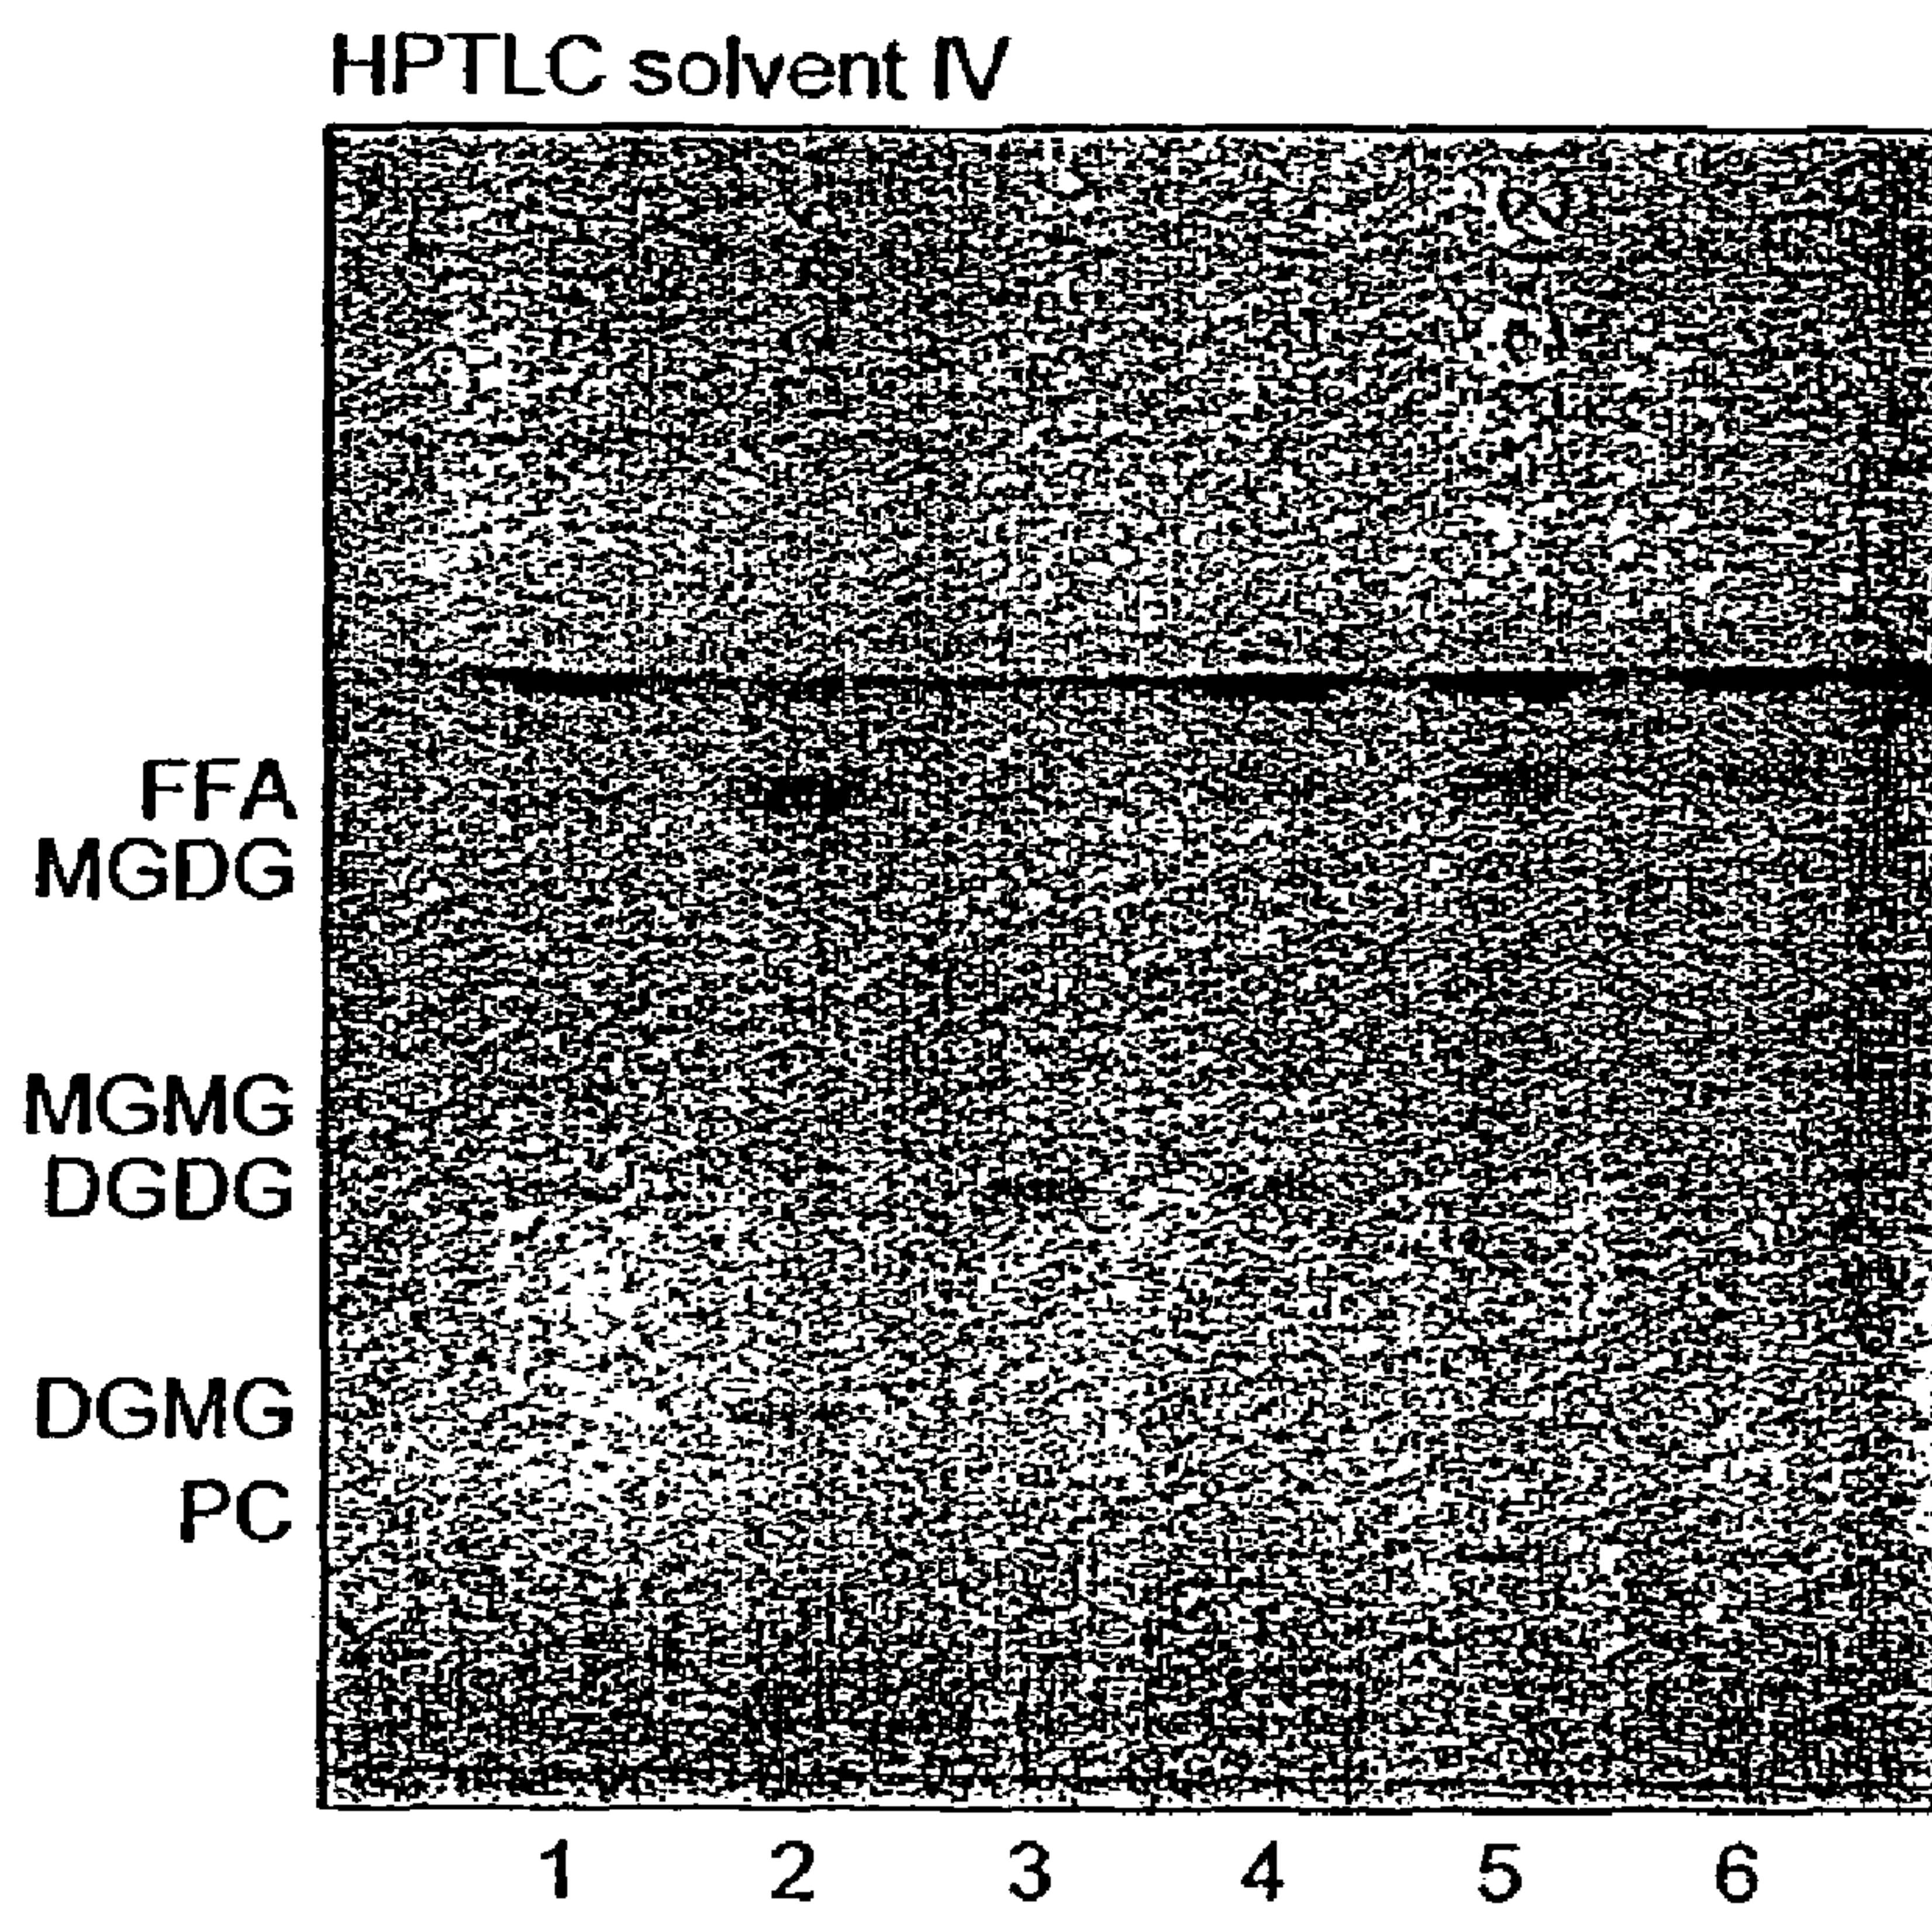 HPTLC solvent IV
FFA
MGDG
MGMG
DGDG
DGMG
PC
1 2 3 4 5 6